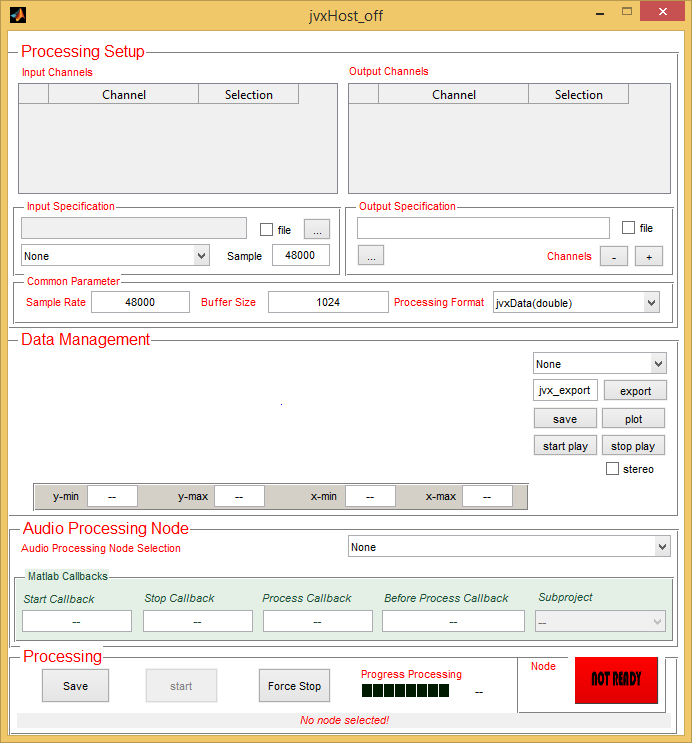 jvxHost_off
Processing Setup
Input Channels
Output Channels
Channel Selection
Channel Selection
Input Specification
file ...
None Sample 48000
Output Specification
file
... Channels - +
Common Parameter
Sample Rate 48000 Buffer Size 1024 Processing Format jvxData(double)
Data Management
None
jvx_export export
save plot
start play stop play
stereo
y-min -- y-max -- x-min -- x-max --
Audio Processing Node
Audio Processing Node Selection None
Matlab Callbacks
Start Callback Stop Callback Process Callback Before Process Callback Subproject
-- -- -- -- --
Processing
Save start Force Stop
Progress Processing
--
Node
NOT READY
No node selected!